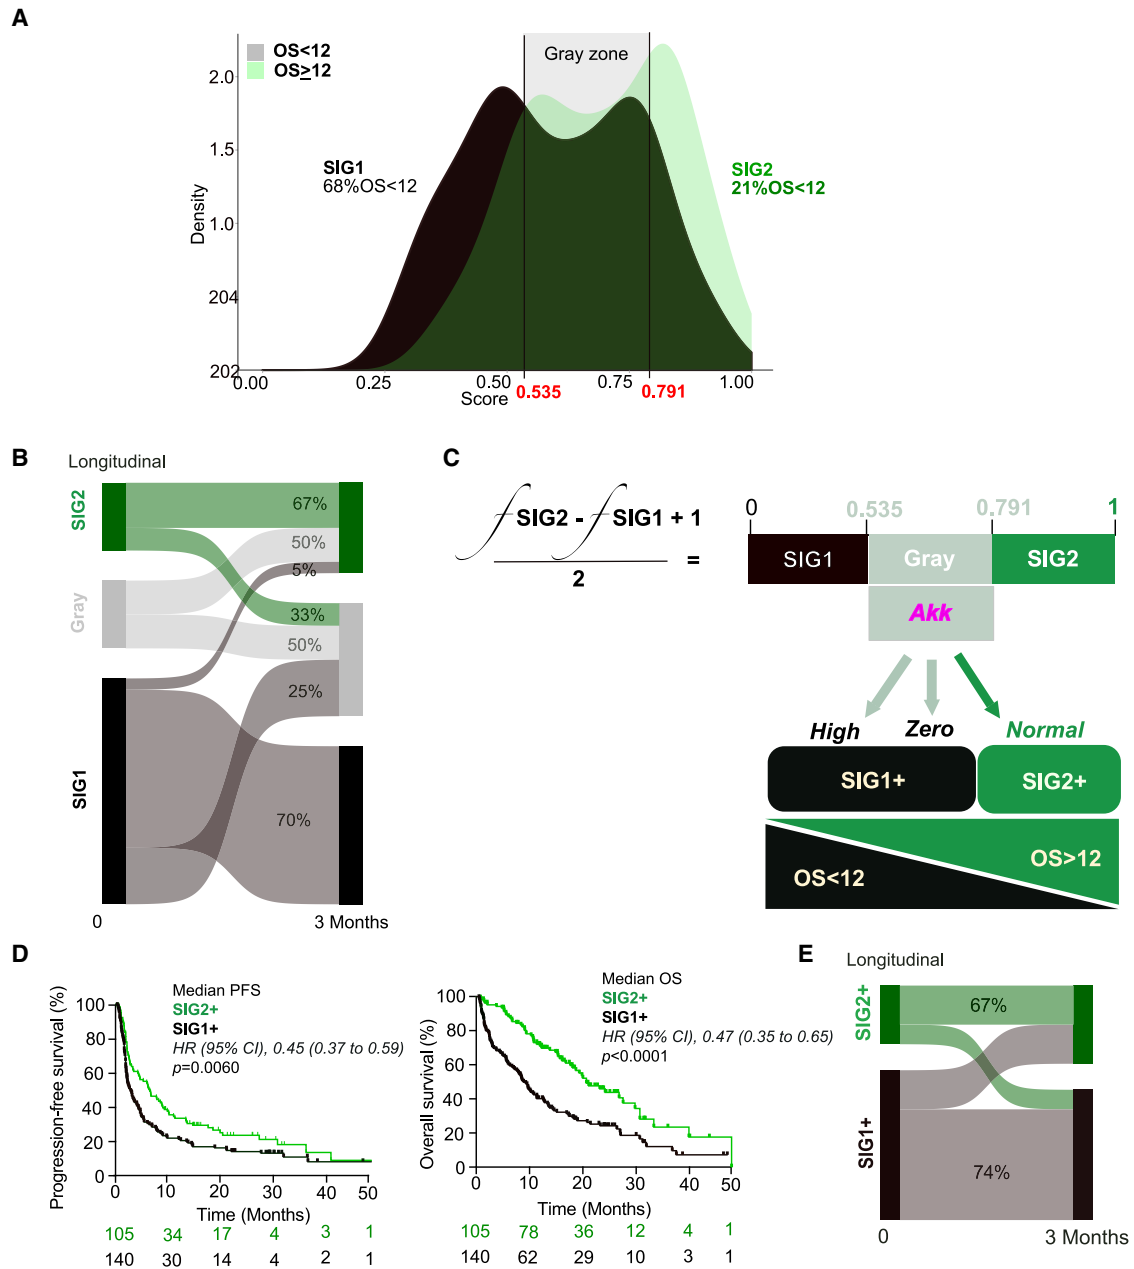 A
OS<12
OS≥12
Gray zone
2.0
1.5
1.0
204
202
Density
SIG1
68%OS<12
SIG2
21%OS<12
0.00
0.25
0.50
0.75
1.00
Score
0.535
0.791
B
Longitudinal
SIG2
Gray
SIG1
67%
50%
5%
33%
50%
25%
70%
0
3 Months
C
∫SIG2 - ∫SIG1 + 1
2
=
0
0.535
0.791
1
SIG1
Gray
SIG2
Akk
High
Zero
Normal
SIG1+
SIG2+
OS<12
OS>12
D
Median PFS
SIG2+
SIG1+
HR (95% CI), 0.45 (0.37 to 0.59)
p=0.0060
Progression-free survival (%)
100
80
60
40
20
0
0 10 20 30 40 50
Time (Months)
105 34 17 4 3 1
140 30 14 4 2 1
Median OS
SIG2+
SIG1+
HR (95% CI), 0.47 (0.35 to 0.65)
p<0.0001
Overall survival (%)
100
80
60
40
20
0
0 10 20 30 40 50
Time (Months)
105 78 36 12 4 1
140 62 29 10 3 1
E
Longitudinal
SIG2+
SIG1+
67%
74%
0
3 Months